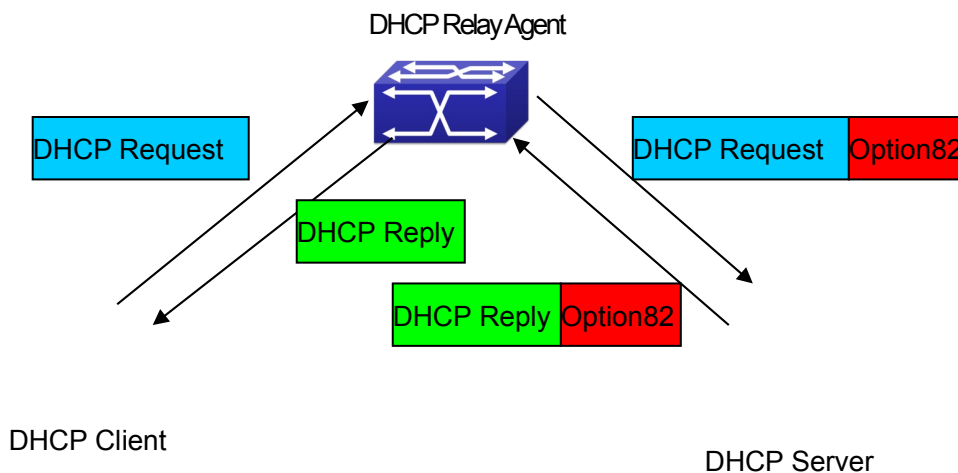 DHCP Relay Agent
DHCP Request
DHCP Request Option82
DHCP Reply
DHCP Reply Option82
DHCP Client
DHCP Server